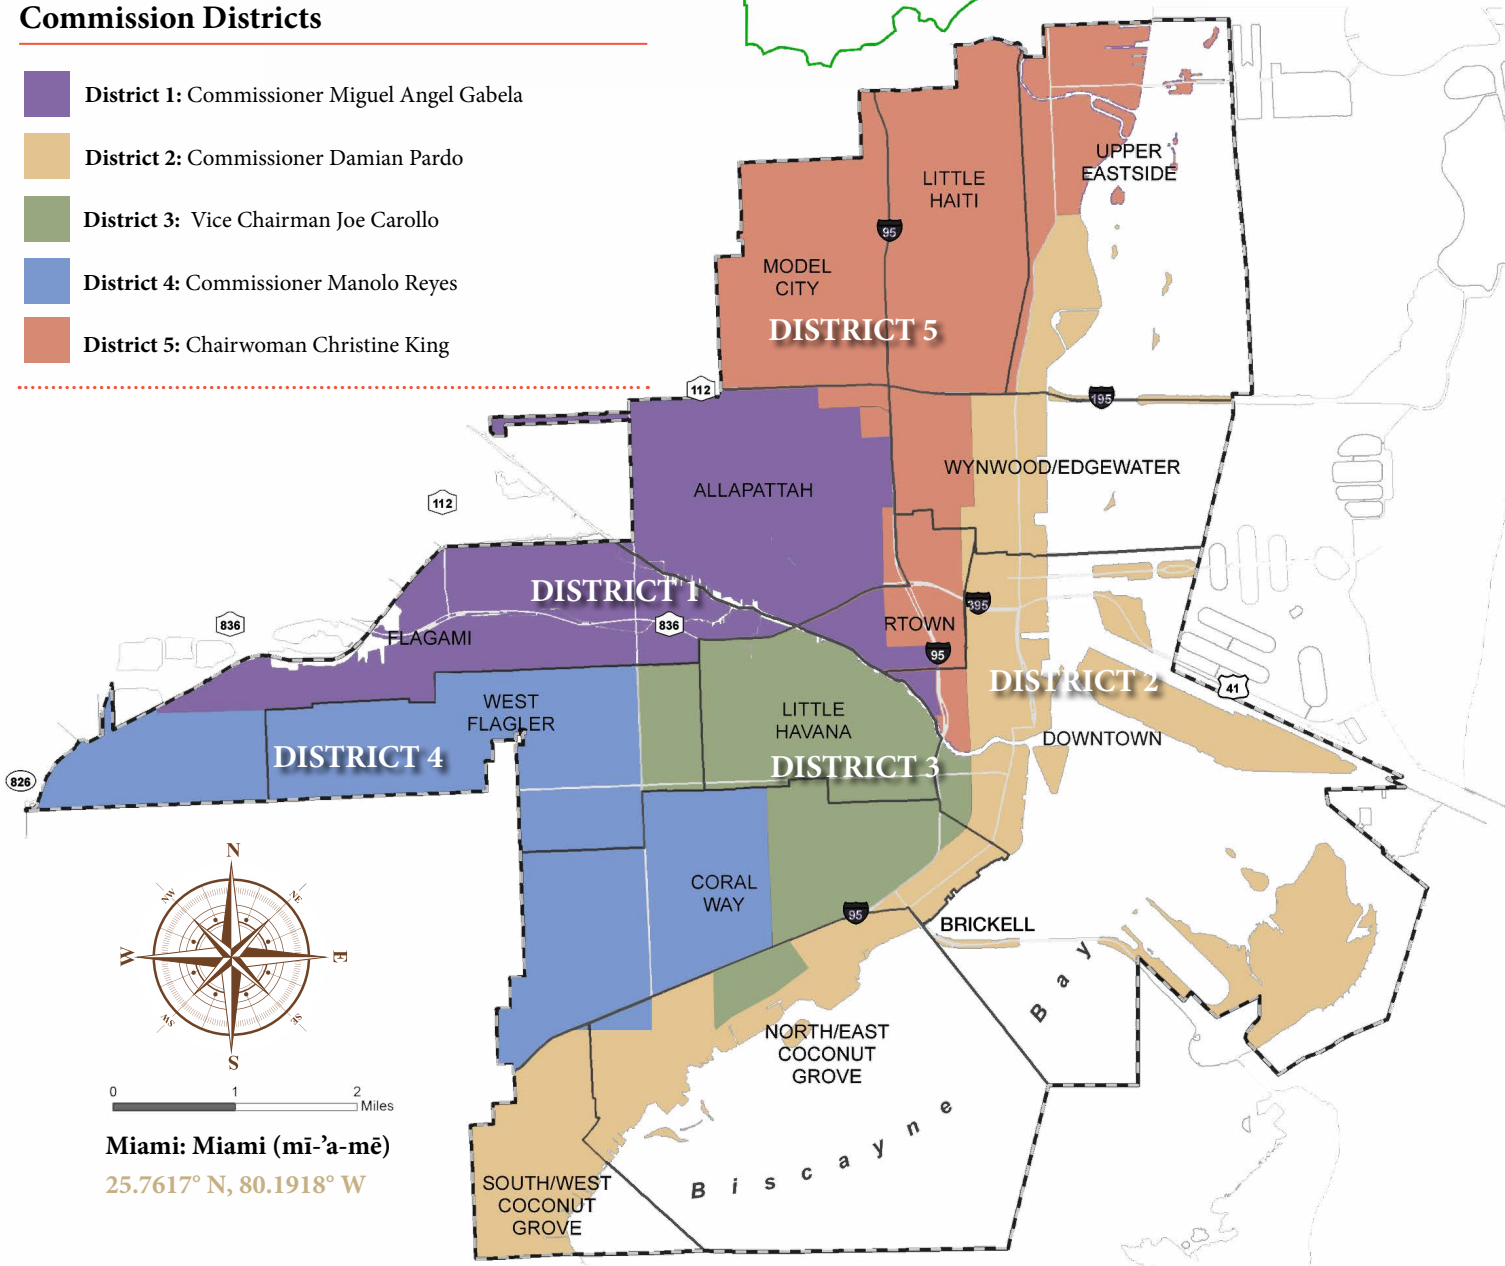 Commission Districts
District 1: Commissioner Miguel Angel Gabela
District 2: Commissioner Damian Pardo
District 3: Vice Chairman Joe Carollo
District 4: Commissioner Manolo Reyes
District 5: Chairwoman Christine King
UPPER
EASTSIDE
LITTLE
HAITI
95
MODEL
CITY
DISTRICT 5
112
195
WYNWOOD/EDGEWATER
ALLAPATTAH
112
DISTRICT 1
395
836
836
RTOWN
FLAGAMI
95
DISTRICT 2
41
WEST
FLAGLER
LITTLE
HAVANA
DOWNTOWN
DISTRICT 4
DISTRICT 3
826
CORAL
WAY
95
BRICKELL
Biscayne Bay
NORTH/EAST
COCONUT
GROVE
SOUTH/WEST
COCONUT
GROVE
N
NW
NE
W
E
SW
SE
S
0 1 2
Miles
Miami: Miami (mī-’a-mē)
25.7617° N, 80.1918° W